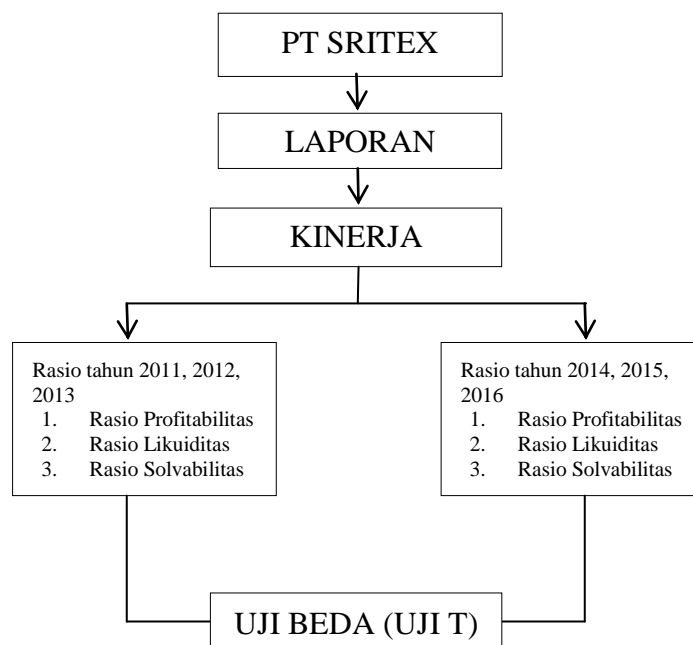 PT SRITEX
LAPORAN
KINERJA
Rasio tahun 2011, 2012,
2013
1. Rasio Profitabilitas
2. Rasio Likuiditas
3. Rasio Solvabilitas
Rasio tahun 2014, 2015,
2016
1. Rasio Profitabilitas
2. Rasio Likuiditas
3. Rasio Solvabilitas
UJI BEDA (UJI T)